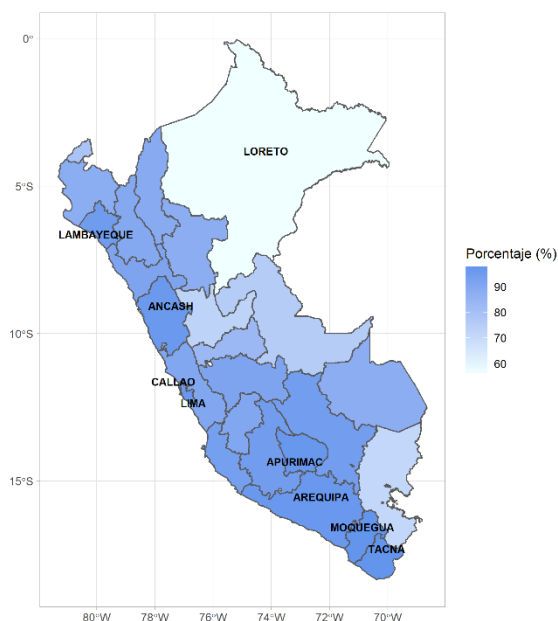 0°
5°S
10°S
15°S
80°W
78°W
76°W
74°W
72°W
70°W
LORETO
LAMBAYEQUE
ANCASH
CALLAO
LIMA
APURIMAC
AREQUIPA
MOQUEGUA
TACNA
Porcentaje (%)
90
80
70
60